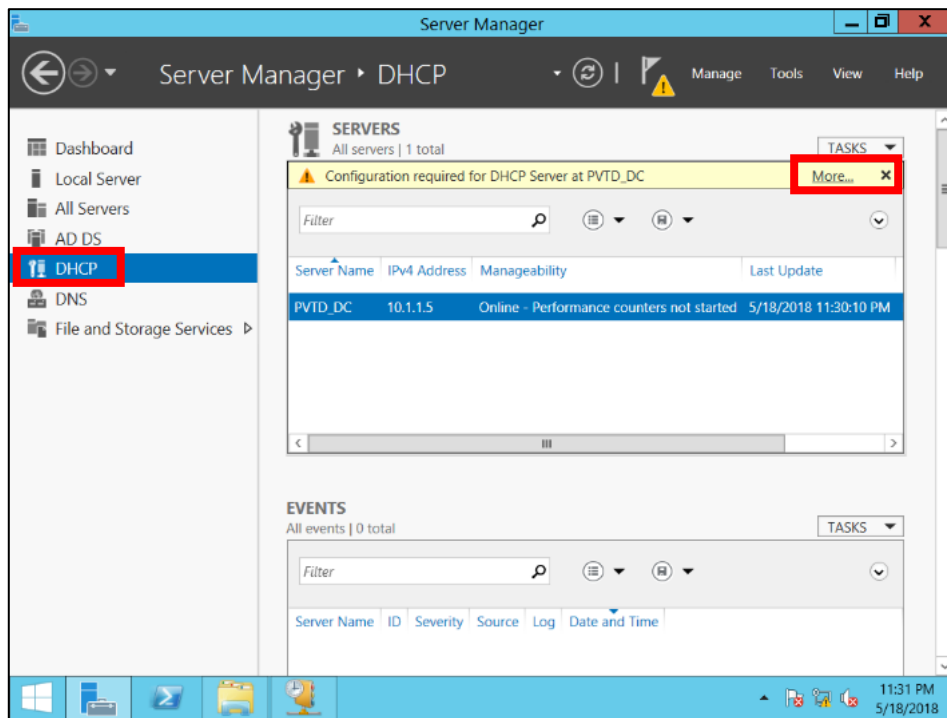 Server Manager
Server Manager ‣ DHCP
Manage Tools View Help
Dashboard
Local Server
All Servers
AD DS
DHCP
DNS
File and Storage Services
SERVERS
All servers | 1 total
TASKS
Configuration required for DHCP Server at PVTD_DC More...
Filter
Server Name IPv4 Address Manageability Last Update
PVTD_DC 10.1.1.5 Online - Performance counters not started 5/18/2018 11:30:10 PM
EVENTS
All events | 0 total
TASKS
Filter
Server Name ID Severity Source Log Date and Time
11:31 PM
5/18/2018